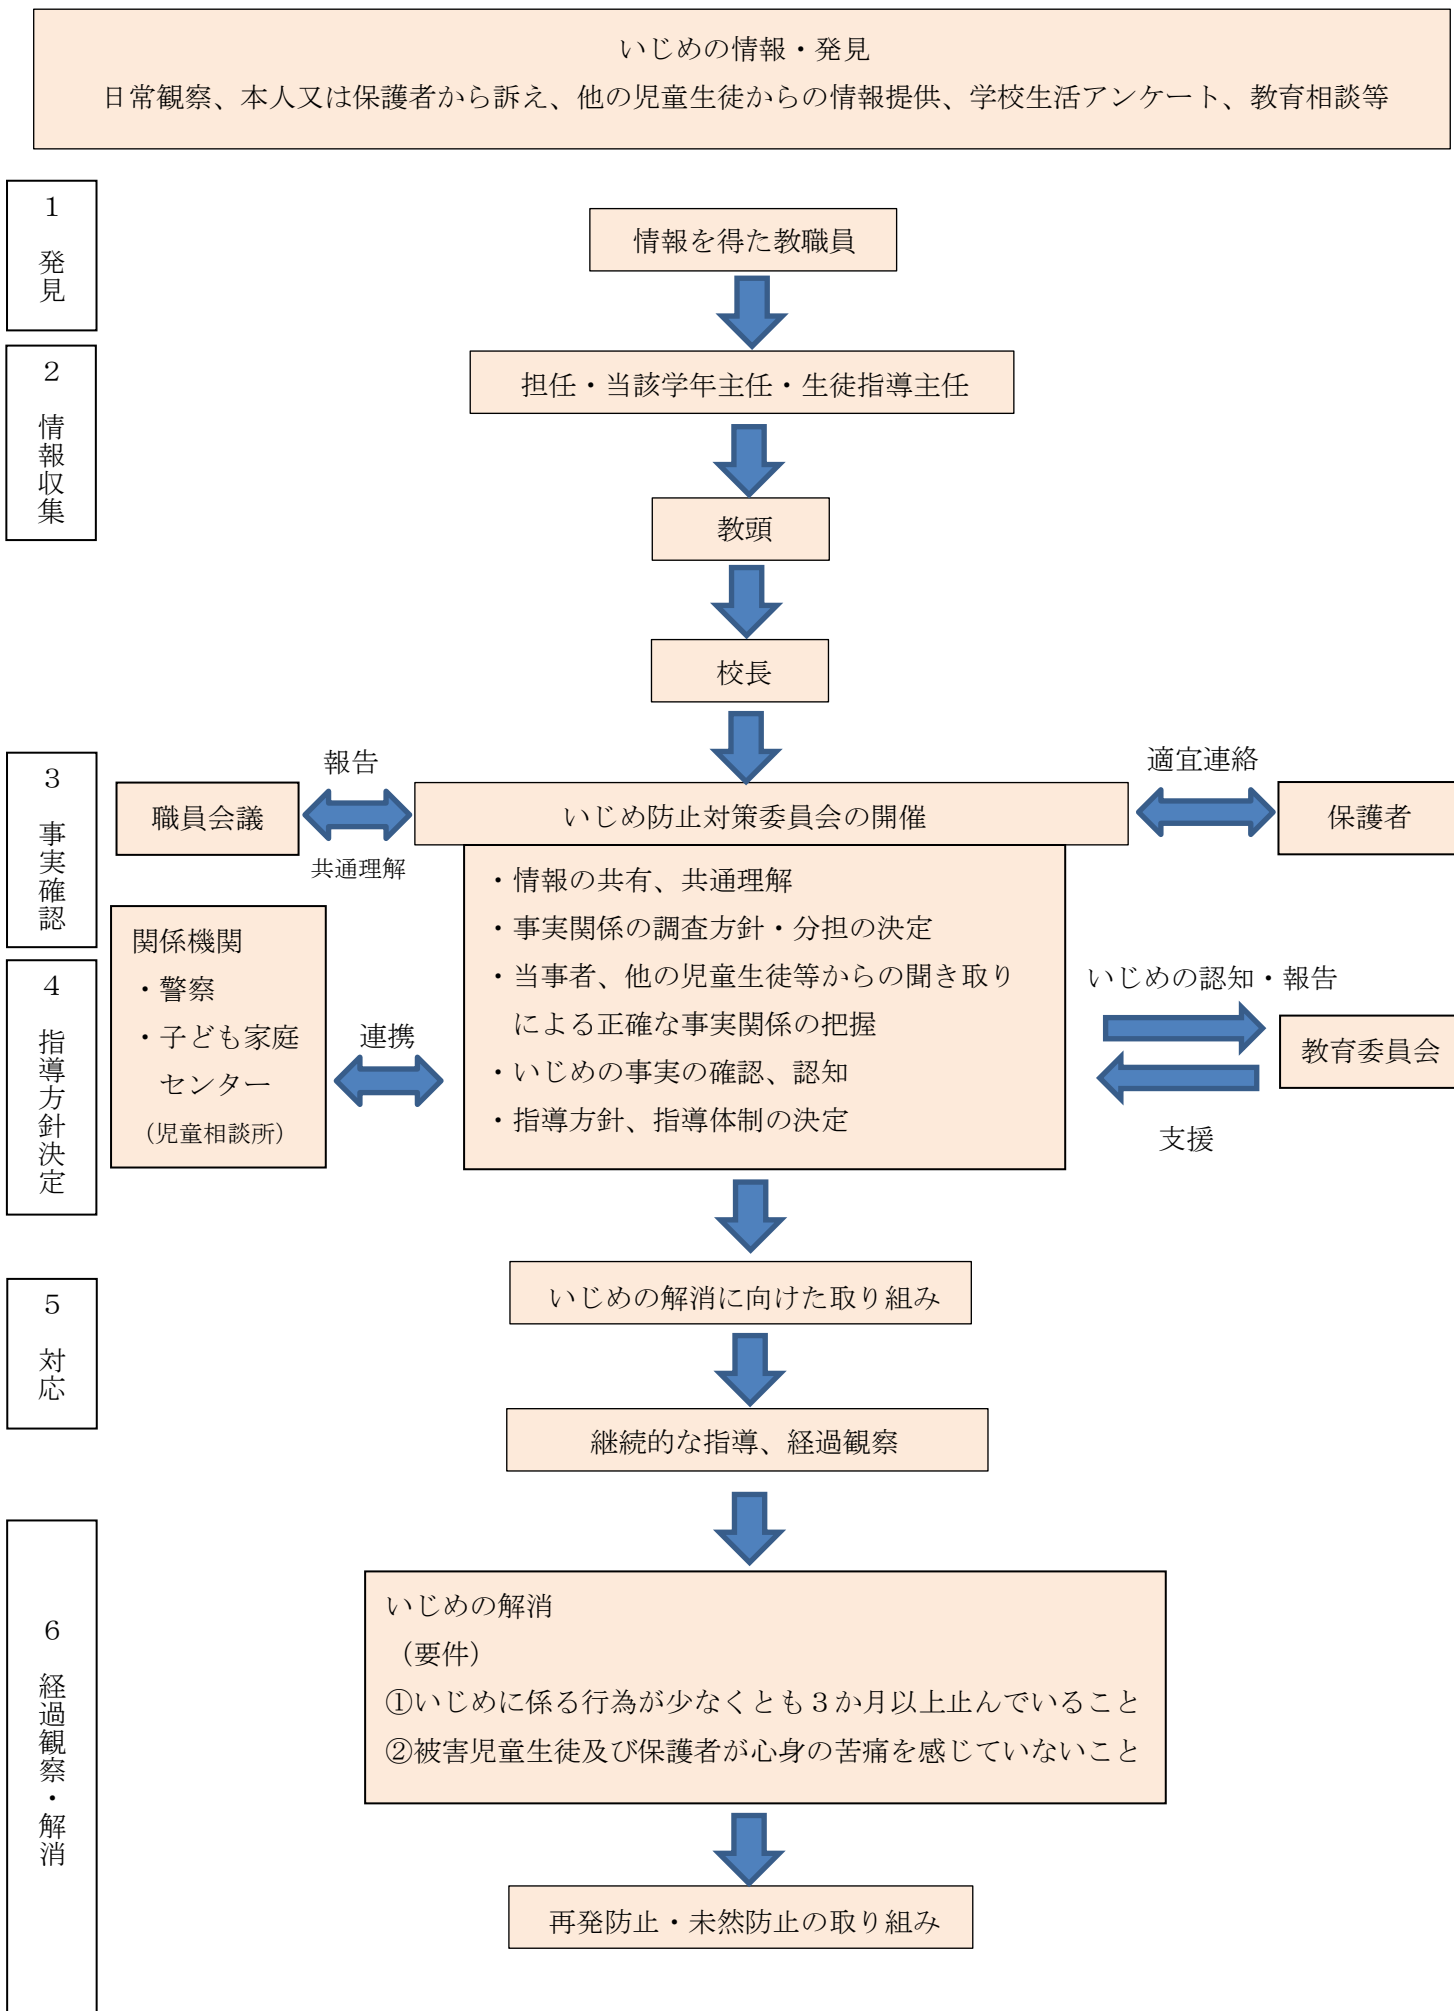 いじめの情報・発見
日常観察、本人又は保護者から訴え、他の児童生徒からの情報提供、学校生活アンケート、教育相談等
1 発見
情報を得た教職員
2 情報収集
担任・当該学年主任・生徒指導主任
教頭
校長
3 事実確認
報告
適宜連絡
職員会議
いじめ防止対策委員会の開催
保護者
共通理解
・情報の共有、共通理解
・事実関係の調査方針・分担の決定
・当事者、他の児童生徒等からの聞き取り
による正確な事実関係の把握
・いじめの事実の確認、認知
・指導方針、指導体制の決定
関係機関
・警察
・子ども家庭
センター
（児童相談所）
連携
4 指導方針決定
いじめの認知・報告
教育委員会
支援
5 対応
いじめの解消に向けた取り組み
継続的な指導、経過観察
6 経過観察・解消
いじめの解消
（要件）
①いじめに係る行為が少なくとも３か月以上止んでいること
②被害児童生徒及び保護者が心身の苦痛を感じていないこと
再発防止・未然防止の取り組み